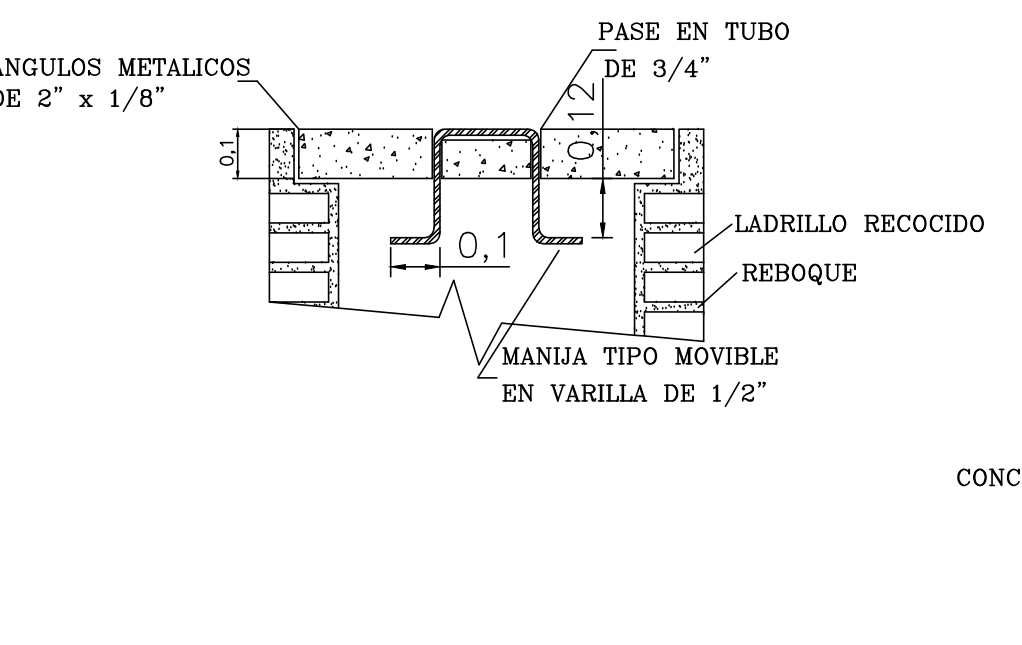 PASE EN TUBO
DE 3/4"
ANGULOS METALICOS
DE 2" x 1/8"
0,12
0,1
LADRILLO RECOCIDO
0,1
REBOQUE
MANIJA TIPO MOVIBLE
EN VARILLA DE 1/2"
CONC